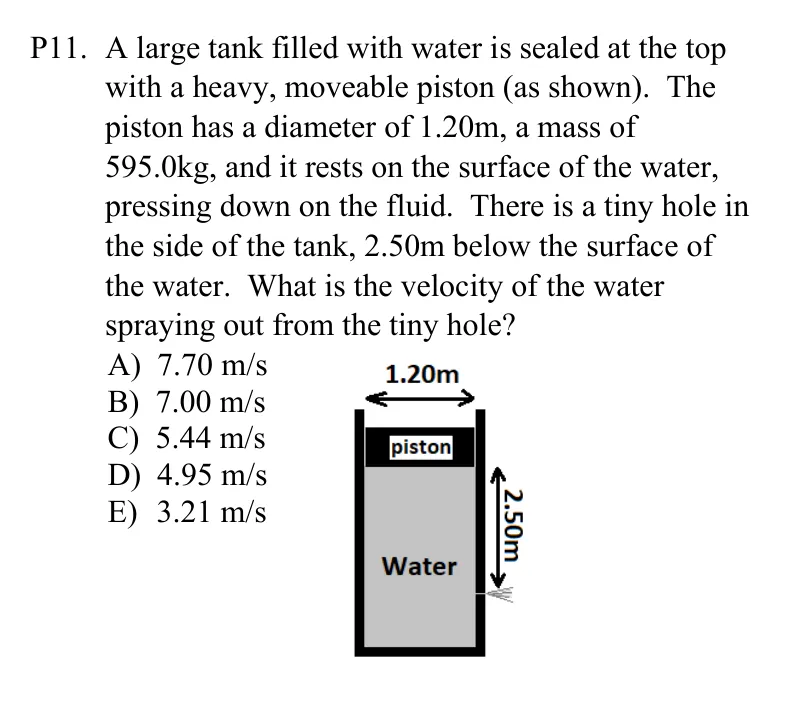 P11. A large tank filled with water is sealed at the top
with a heavy, moveable piston (as shown). The
piston has a diameter of 1.20m, a mass of
595.0kg, and it rests on the surface of the water,
pressing down on the fluid. There is a tiny hole in
the side of the tank, 2.50m below the surface of
the water. What is the velocity of the water
spraying out from the tiny hole?
A) 7.70 m/s
B) 7.00 m/s
C) 5.44 m/s
D) 4.95 m/s
E) 3.21 m/s
1.20m
piston
2.50m
Water